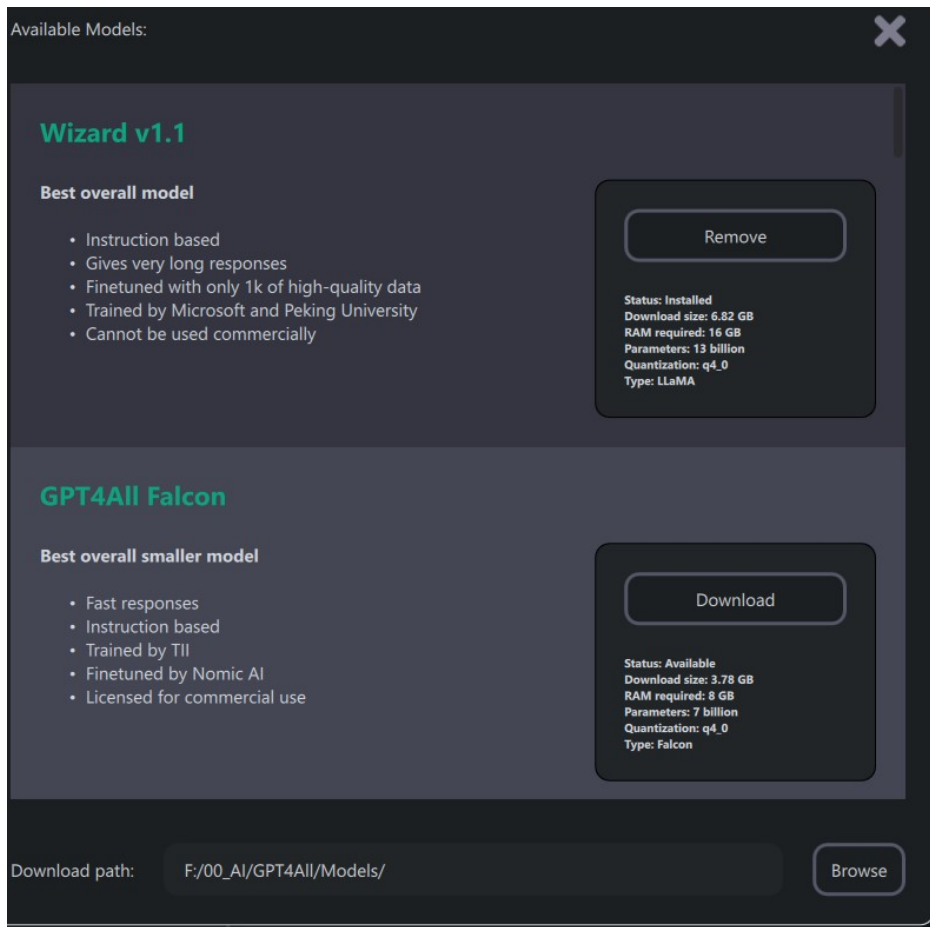 Available Models:
Wizard v1.1
Best overall model
• Instruction based
• Gives very long responses
• Finetuned with only 1k of high-quality data
• Trained by Microsoft and Peking University
• Cannot be used commercially
Remove
Status: Installed
Download size: 6.82 GB
RAM required: 16 GB
Parameters: 13 billion
Quantization: q4_0
Type: LLaMA
GPT4All Falcon
Best overall smaller model
• Fast responses
• Instruction based
• Trained by TII
• Finetuned by Nomic AI
• Licensed for commercial use
Download
Status: Available
Download size: 3.78 GB
RAM required: 8 GB
Parameters: 7 billion
Quantization: q4_0
Type: Falcon
Download path: F:/00_AI/GPT4All/Models/ Browse